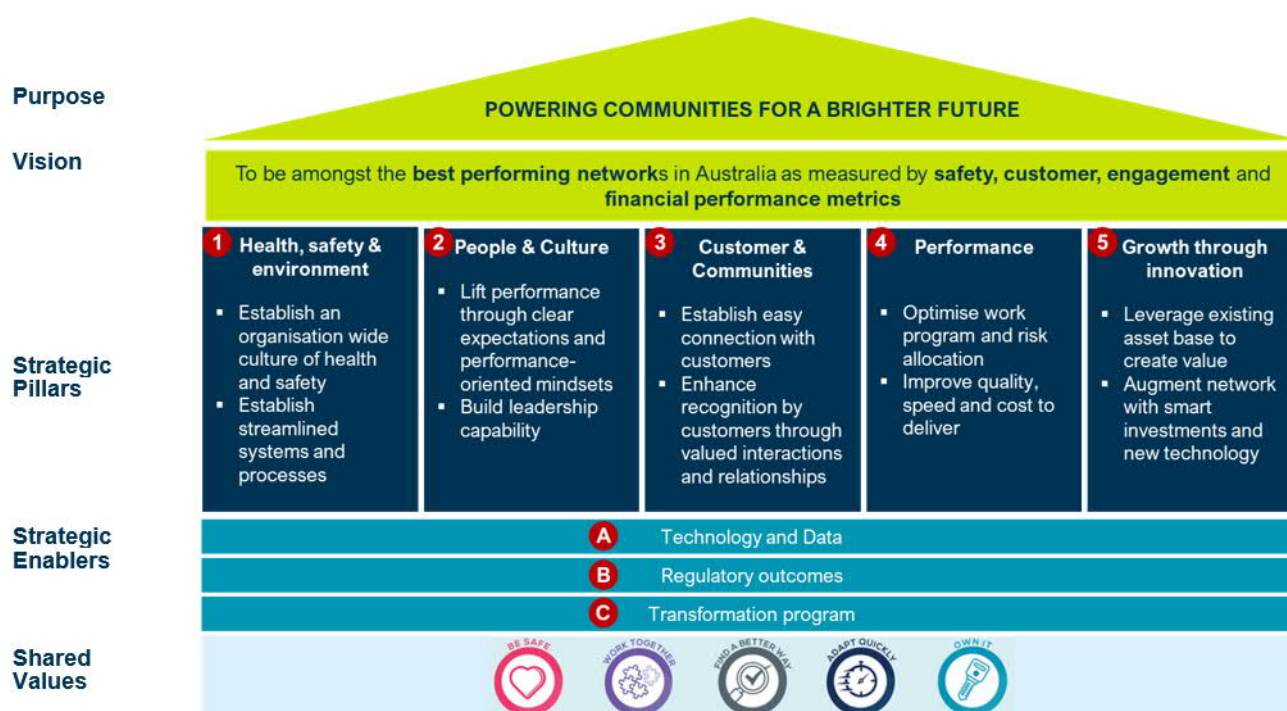 Purpose
POWERING COMMUNITIES FOR A BRIGHTER FUTURE
Vision
To be amongst the best performing networks in Australia as measured by safety, customer, engagement and
financial performance metrics
Strategic
Pillars
1 Health, safety &
environment
▪ Establish an
organisation wide
culture of health
and safety
▪ Establish
streamlined
systems and
processes
2 People & Culture
▪ Lift performance
through clear
expectations and
performance-
oriented mindsets
▪ Build leadership
capability
3 Customer &
Communities
▪ Establish easy
connection with
customers
▪ Enhance
recognition by
customers through
valued interactions
and relationships
4 Performance
▪ Optimise work
program and risk
allocation
▪ Improve quality,
speed and cost to
deliver
5 Growth through
innovation
▪ Leverage existing
asset base to
create value
▪ Augment network
with smart
investments and
new technology
Strategic
Enablers
A Technology and Data
B Regulatory outcomes
C Transformation program
Shared
Values
BE SAFE
WORK TOGETHER
FIND A BETTER WAY
ADAPT QUICKLY
OWN IT